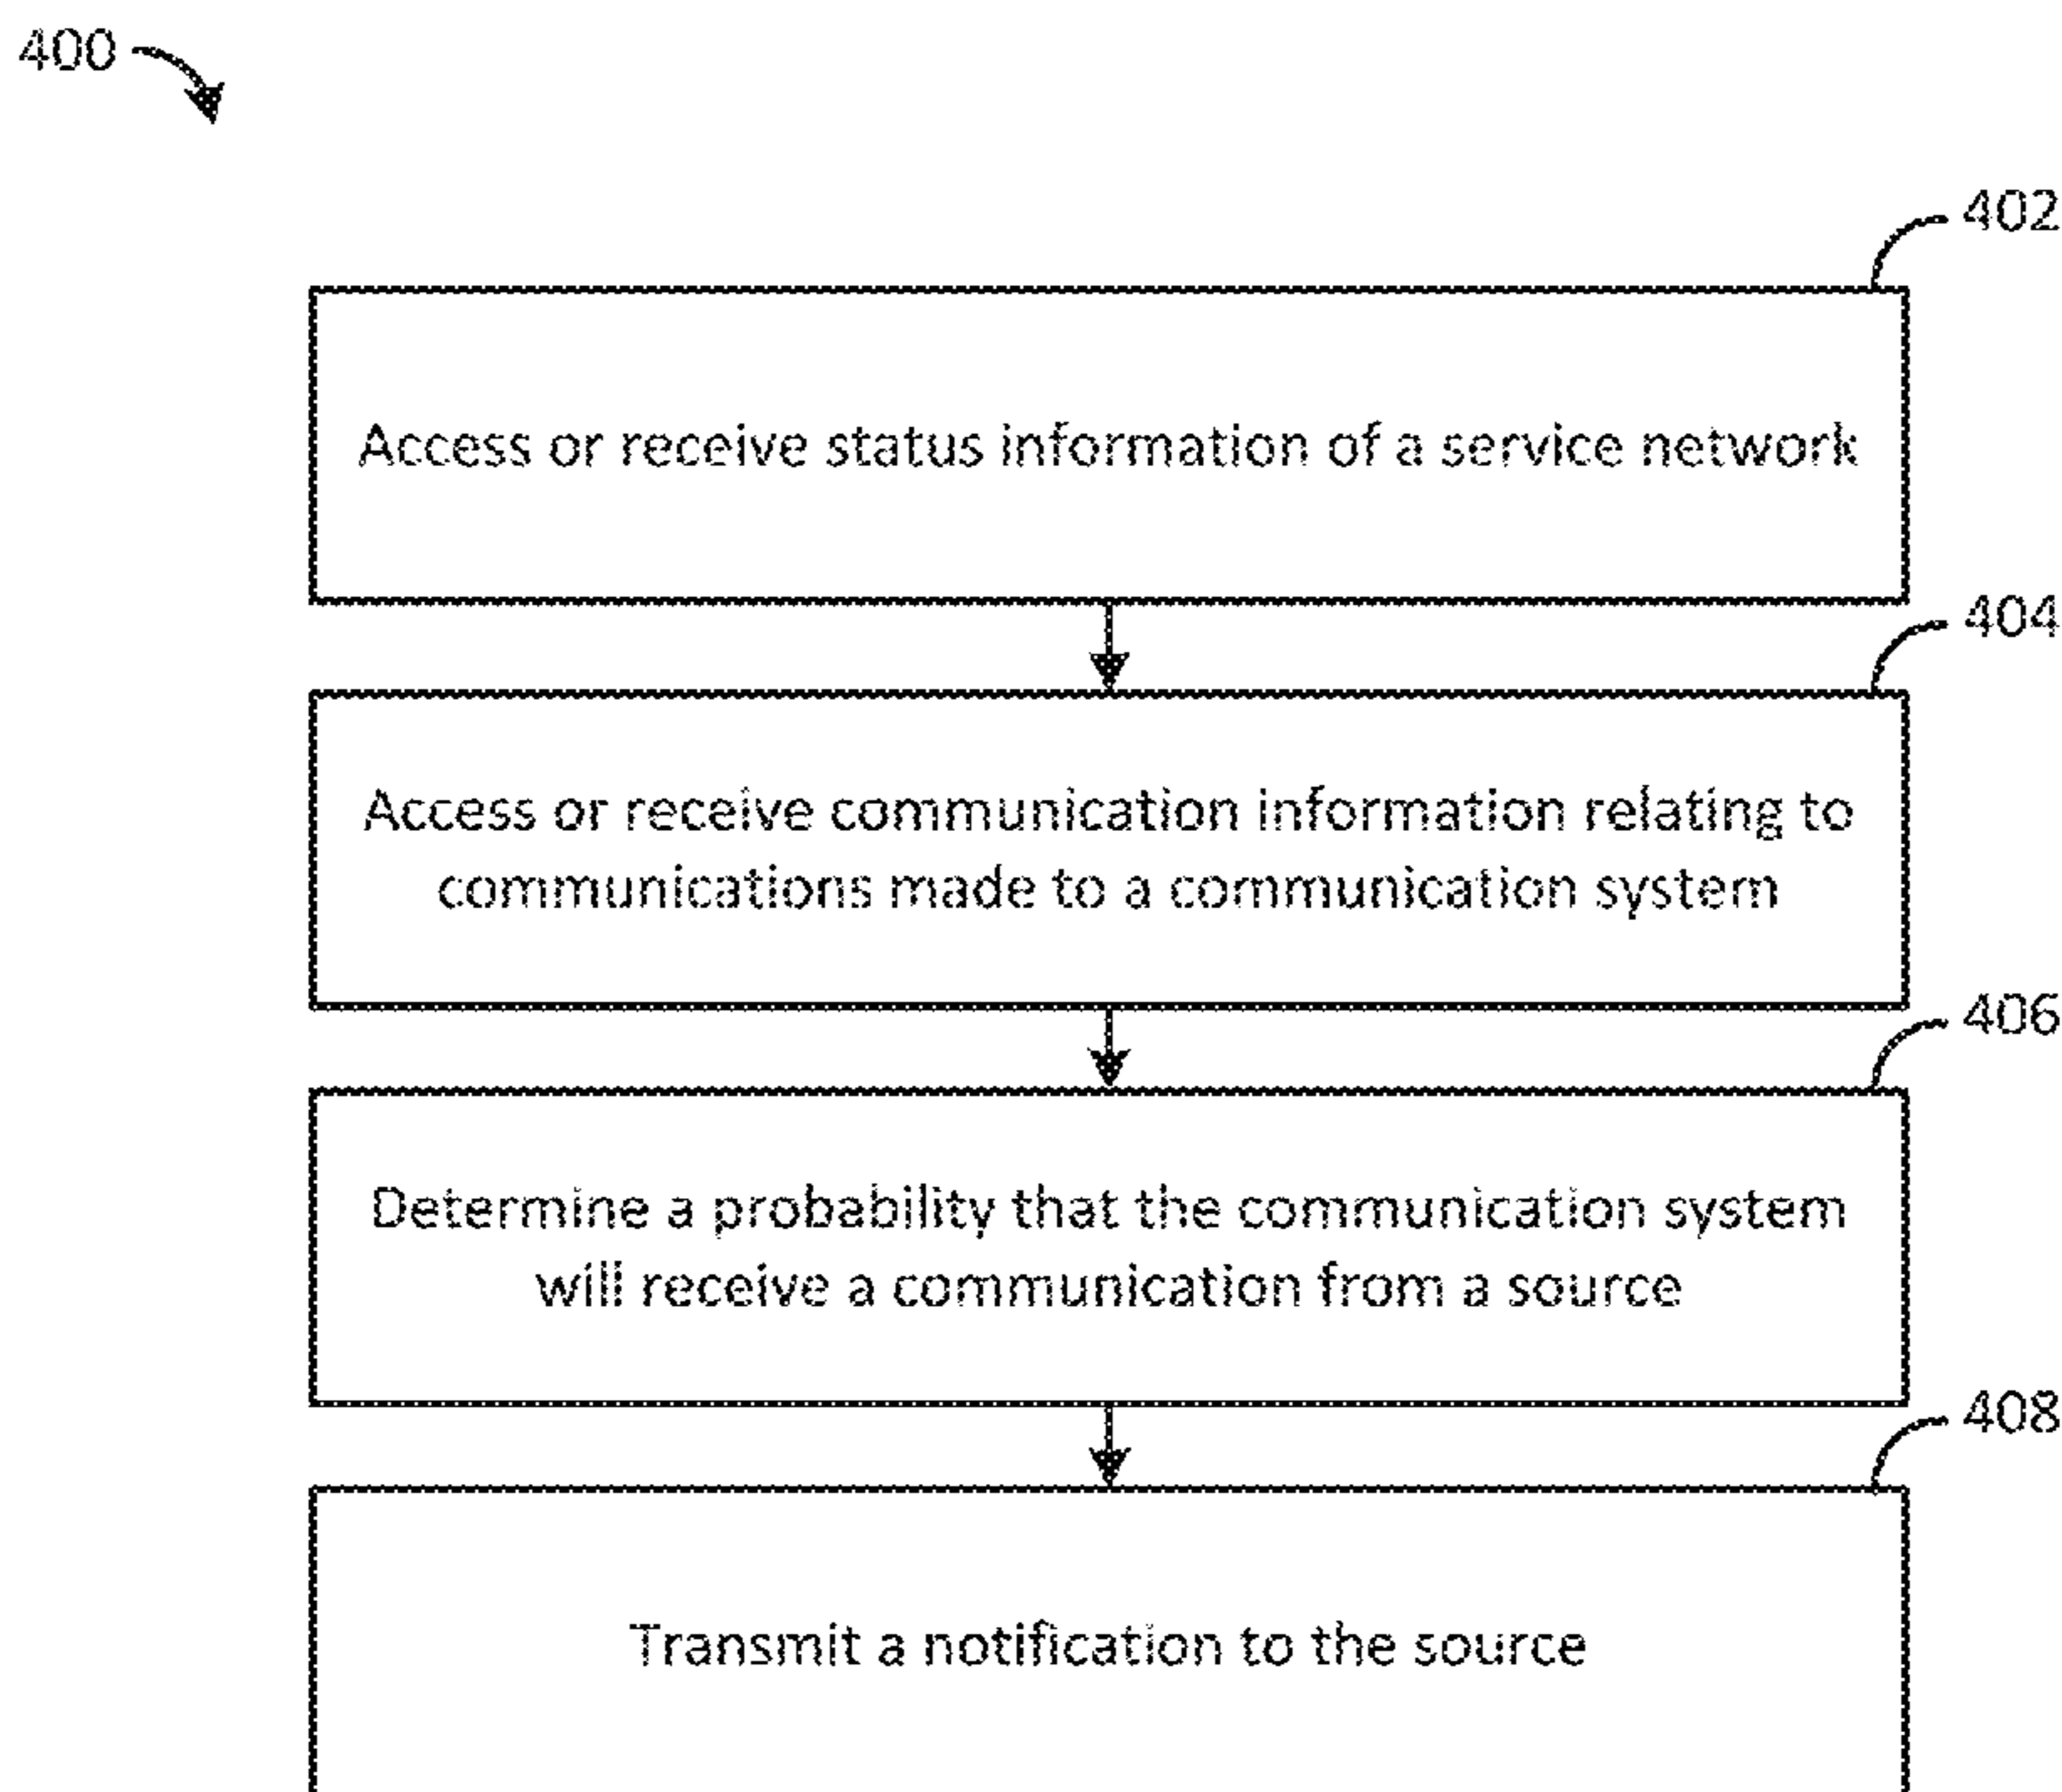 400
402
Access or receive status information of a service network
404
Access or receive communication information relating to
communications made to a communication system
406
Determine a probability that the communication system
will receive a communication from a source
408
Transmit a notification to the source